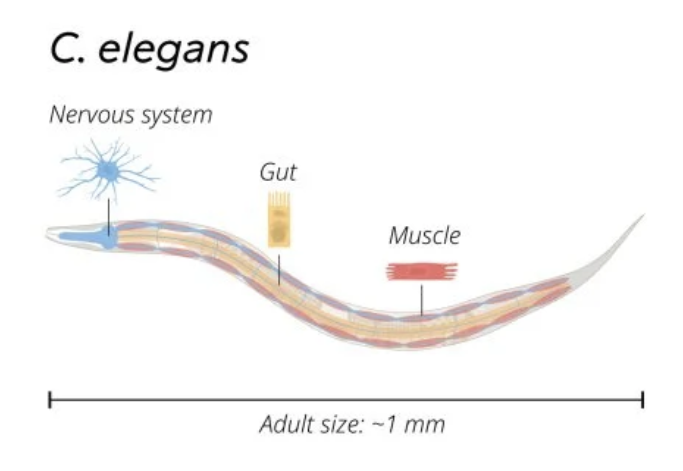 C. elegans
Nervous system
Gut
Muscle
Adult size: ~1 mm